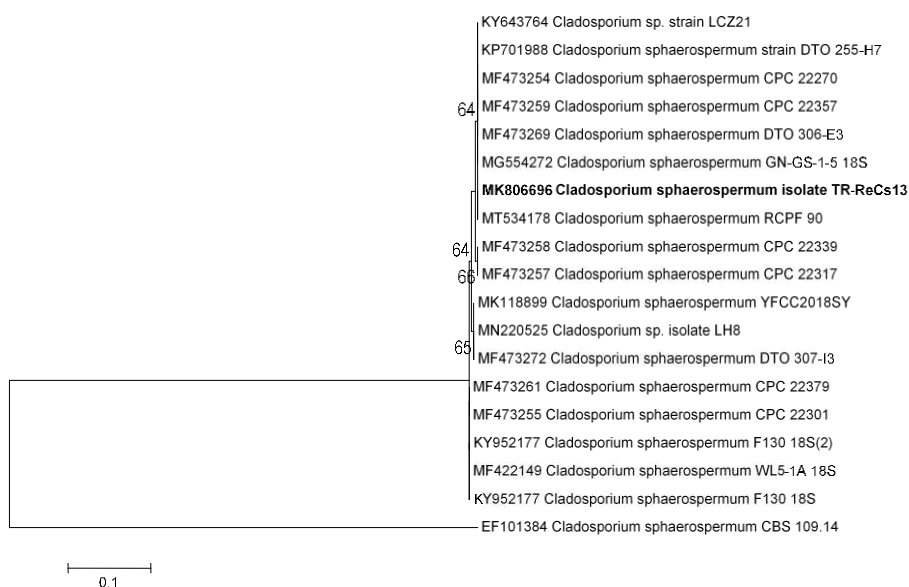 KY643764 Cladosporium sp. strain LCZ21
KP701988 Cladosporium sphaerospermum strain DTO 255-H7
MF473254 Cladosporium sphaerospermum CPC 22270
64
MF473259 Cladosporium sphaerospermum CPC 22357
MF473269 Cladosporium sphaerospermum DTO 306-E3
MG554272 Cladosporium sphaerospermum GN-GS-1-5 18S
MK806696 Cladosporium sphaerospermum isolate TR-ReCs13
MT534178 Cladosporium sphaerospermum RCPF 90
64
MF473258 Cladosporium sphaerospermum CPC 22339
66
MF473257 Cladosporium sphaerospermum CPC 22317
MK118899 Cladosporium sphaerospermum YFCC2018SY
MN220525 Cladosporium sp. isolate LH8
65
MF473272 Cladosporium sphaerospermum DTO 307-I3
MF473261 Cladosporium sphaerospermum CPC 22379
MF473255 Cladosporium sphaerospermum CPC 22301
KY952177 Cladosporium sphaerospermum F130 18S(2)
MF422149 Cladosporium sphaerospermum WL5-1A 18S
KY952177 Cladosporium sphaerospermum F130 18S
EF101384 Cladosporium sphaerospermum CBS 109.14
0.1